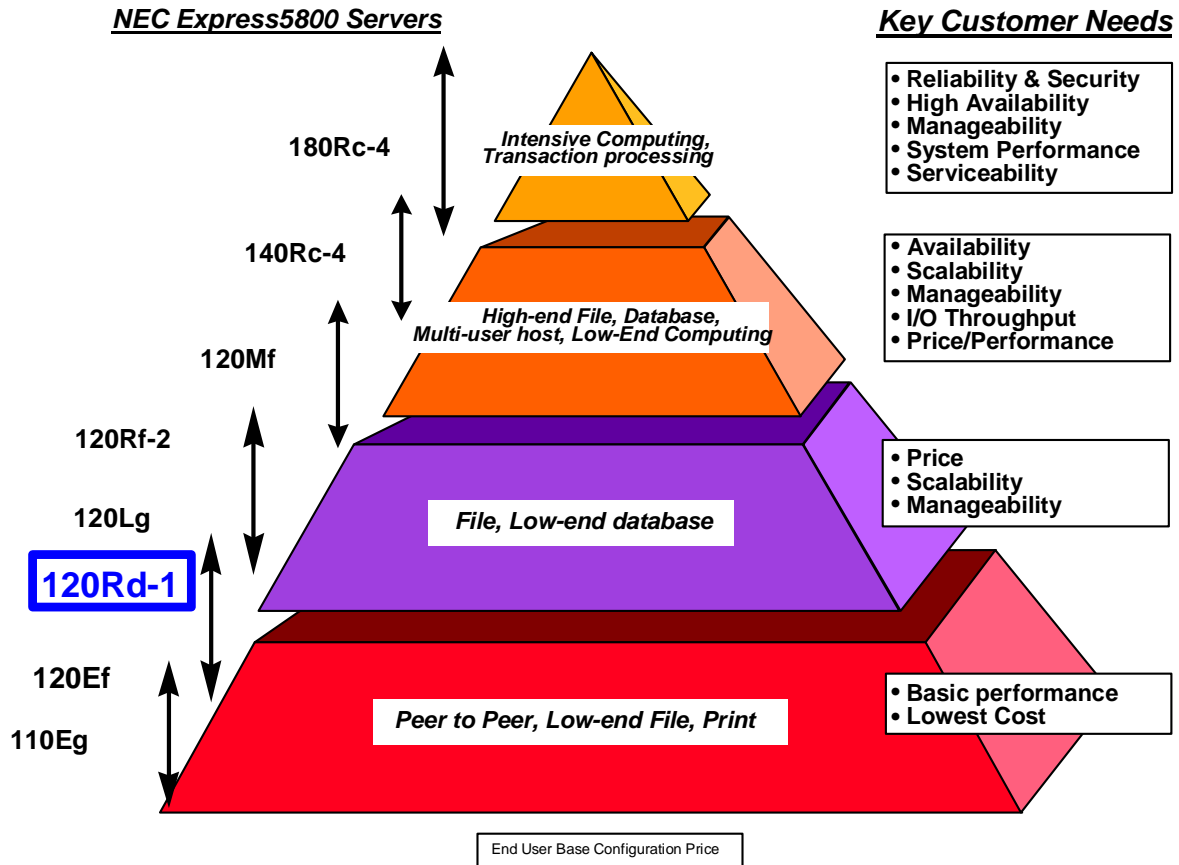 NEC Express5800 Servers
Key Customer Needs
• Reliability & Security
• High Availability
• Manageability
• System Performance
• Serviceability
180Rc-4
Intensive Computing,
Transaction processing
140Rc-4
• Availability
• Scalability
• Manageability
• I/O Throughput
• Price/Performance
High-end File, Database,
Multi-user host, Low-End Computing
120Mf
120Rf-2
• Price
• Scalability
• Manageability
120Lg
File, Low-end database
120Rd-1
120Ef
• Basic performance
• Lowest Cost
Peer to Peer, Low-end File, Print
110Eg
End User Base Configuration Price